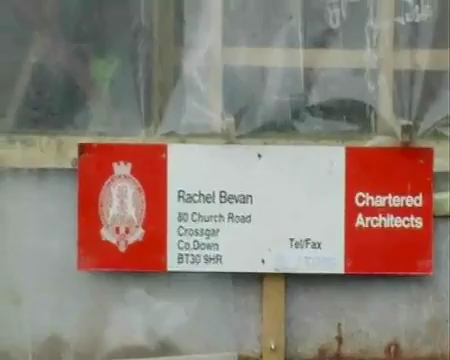 Rachel Bevan
80 Church Road
Crossgar
Co.Down
BT30 9HR
Tel/Fax
Chartered
Architects